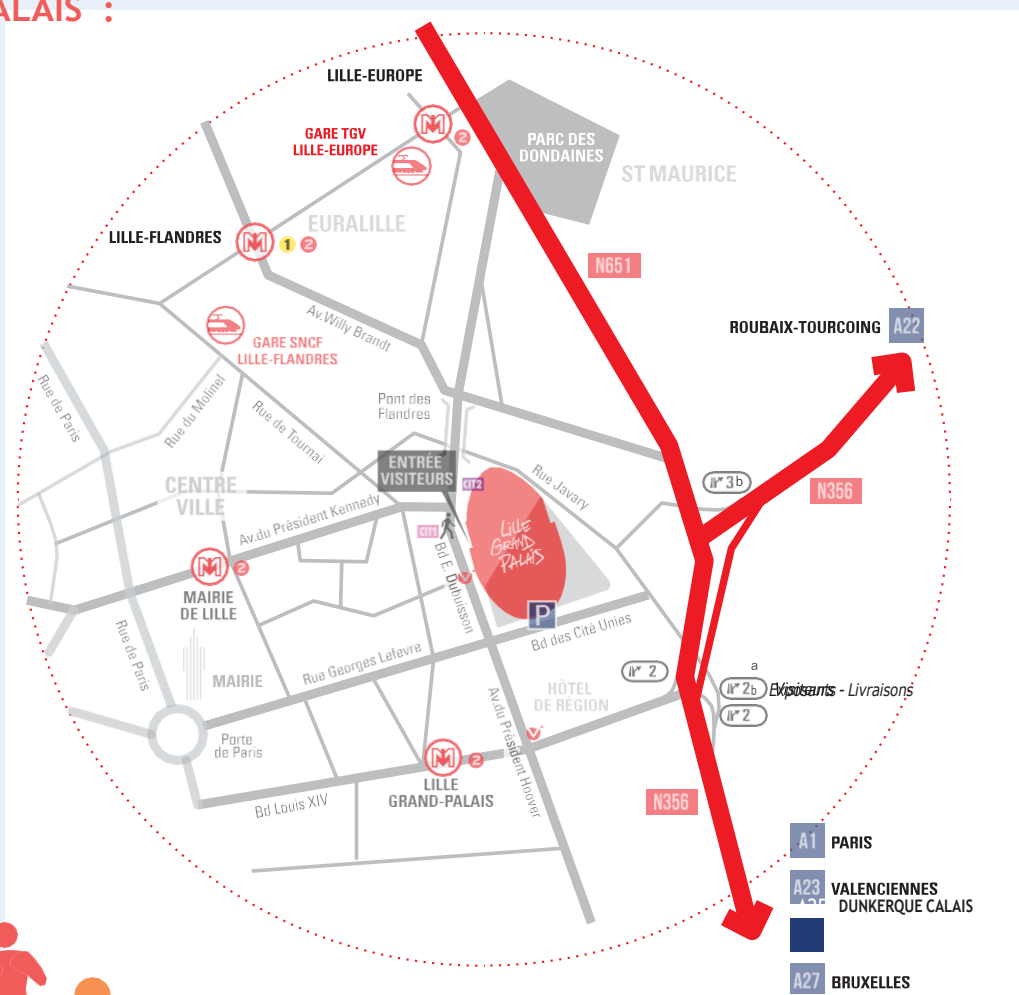 ALAIS :
LILLE-EUROPE
GARE TGV
LILLE-EUROPE
2
PARC DES
DONDAINES
ST MAURICE
EURALILLE
LILLE-FLANDRES
1 2
N651
Av.Willy Brandt
GARE SNCF
LILLE-FLANDRES
ROUBAIX-TOURCOING A22
Rue de Paris
Rue du Molinel
Rue de Tournai
Pont des
Flandres
ENTRÉE
VISITEURS
CIT2
Rue Javary
3b
N356
CENTRE
VILLE
Av.du Président Kennedy
CIT1
LILLE
GRAND
PALAIS
Bd E. Dubuisson
2
MAIRIE
DE LILLE
P
Bd des Cité Unies
Rue de Paris
Rue Georges Lefevre
MAIRIE
2
a
2b - Livraisons
2
HÔTEL
DE RÉGION
Av.du Président Hoover
Porte
de Paris
2
LILLE
GRAND-PALAIS
Bd Louis XIV
N356
A1 PARIS
A23 VALENCIENNES
DUNKERQUE CALAIS
A27 BRUXELLES